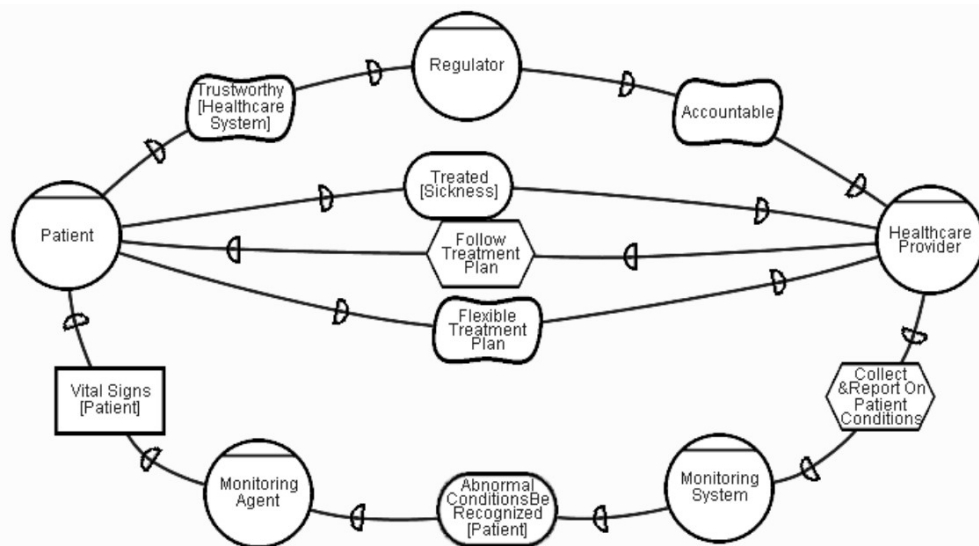 Regulator
Trustworthy
[Healthcare
System]
Accountable
Treated
[Sickness]
Patient
Follow
Treatment
Plan
Healthcare
Provider
Flexible
Treatment
Plan
Vital Signs
[Patient]
Collect
&Report On
Patient
Conditions
Monitoring
Agent
Abnormal
ConditionsBe
Recognized
[Patient]
Monitoring
System